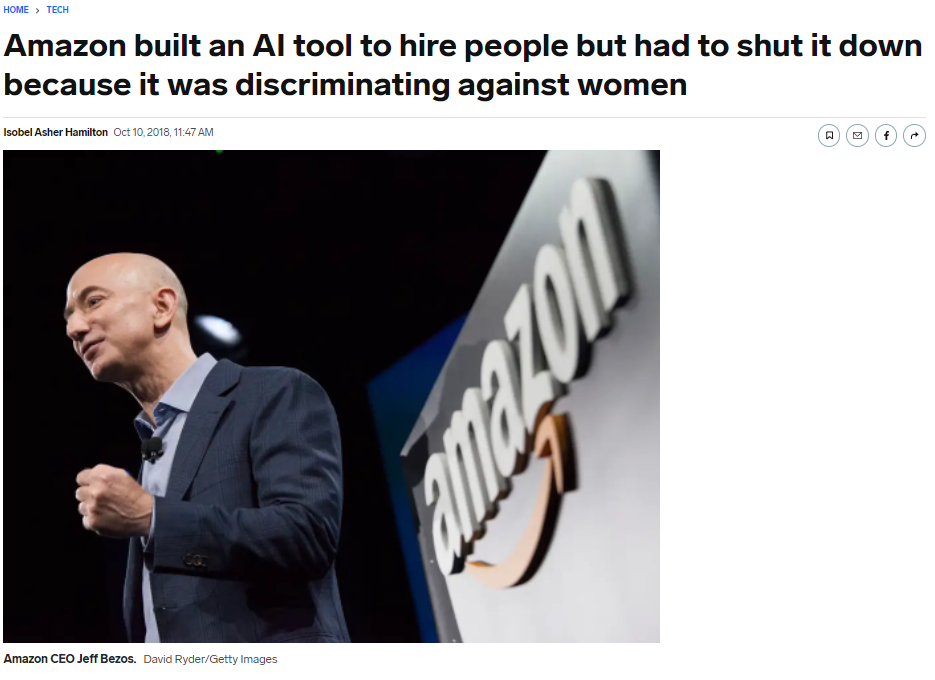 HOME > TECH
Amazon built an AI tool to hire people but had to shut it down
because it was discriminating against women
Isobel Asher Hamilton Oct 10, 2018, 11:47 AM
amazon
Amazon CEO Jeff Bezos. David Ryder/Getty Images